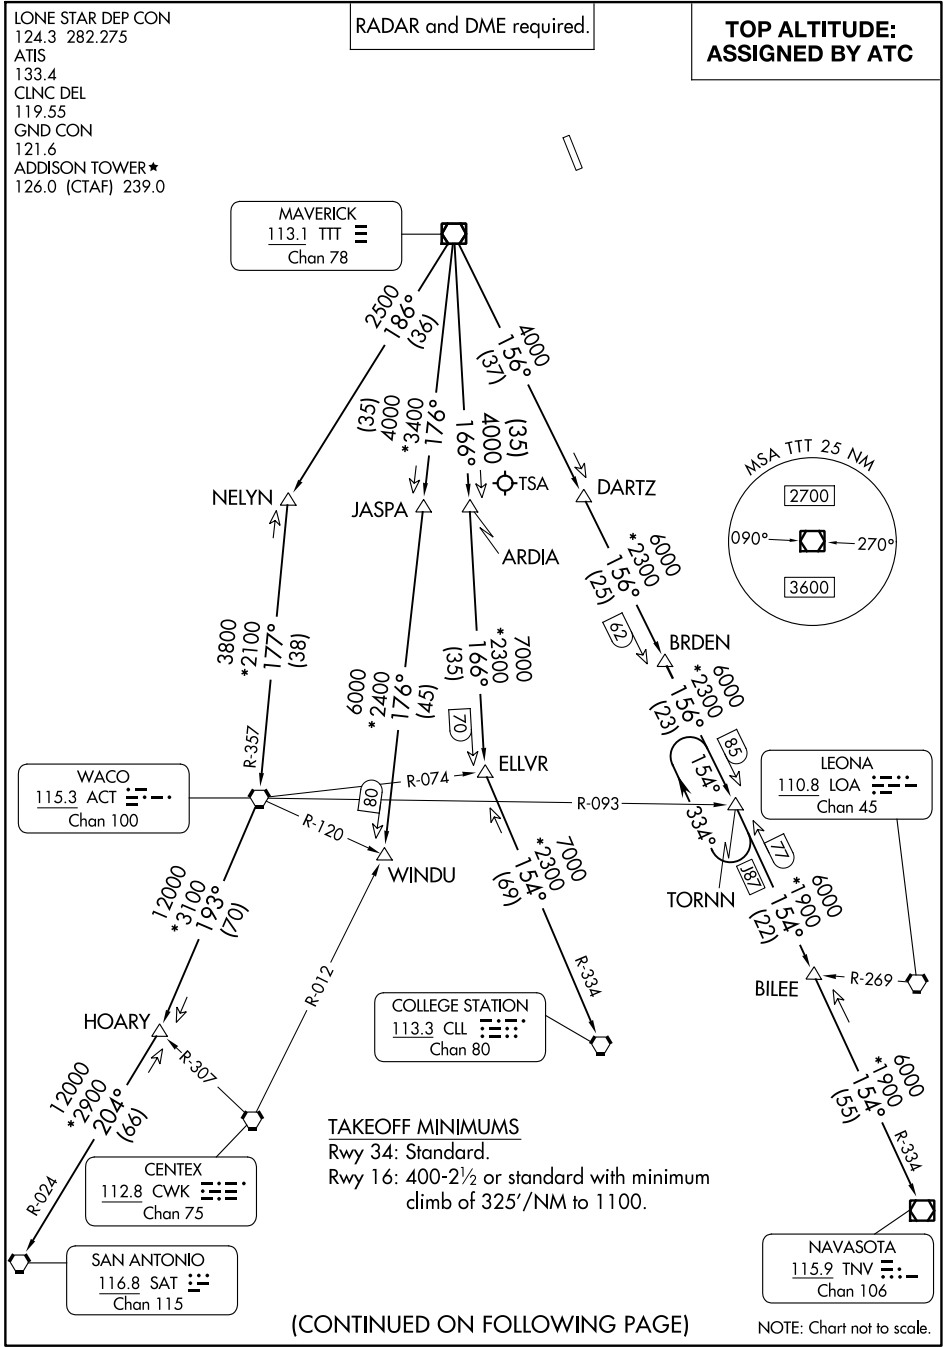 LONE STAR DEP CON
124.3 282.275
ATIS
133.4
CLNC DEL
119.55
GND CON
121.6
ADDISON TOWER★
126.0 (CTAF) 239.0
RADAR and DME required.
TOP ALTITUDE:
ASSIGNED BY ATC
MAVERICK
113.1 TTT
Chan 78
2500
186°
(36)
(35)
4000
*3400
176°
(35)
4000
166°
4000
156°
(37)
NELYN
JASPA
TSA
ARDIA
DARTZ
MSA TTT 25 NM
2700
090°
270°
3600
3800
*2100
177°
(38)
R-357
6000
*2400
176°
(45)
80
7000
*2300
166°
(35)
70
6000
*2300
156°
(25)
62
BRDEN
6000
*2300
156°
(23)
85
154°
334°
WACO
115.3 ACT
Chan 100
R-074
ELLVR
R-093
R-120
WINDU
LEONA
110.8 LOA
Chan 45
TORNN
J87
77
6000
*1900
154°
(22)
12000
*3100
193°
(70)
7000
*2300
154°
(69)
R-334
R-012
BILEE
R-269
HOARY
R-307
COLLEGE STATION
113.3 CLL
Chan 80
12000
*2900
204°
(66)
R-024
6000
*1900
154°
(55)
R-334
CENTEX
112.8 CWK
Chan 75
TAKEOFF MINIMUMS
Rwy 34: Standard.
Rwy 16: 400-2½ or standard with minimum
climb of 325'/NM to 1100.
SAN ANTONIO
116.8 SAT
Chan 115
NAVASOTA
115.9 TNV
Chan 106
(CONTINUED ON FOLLOWING PAGE)
NOTE: Chart not to scale.